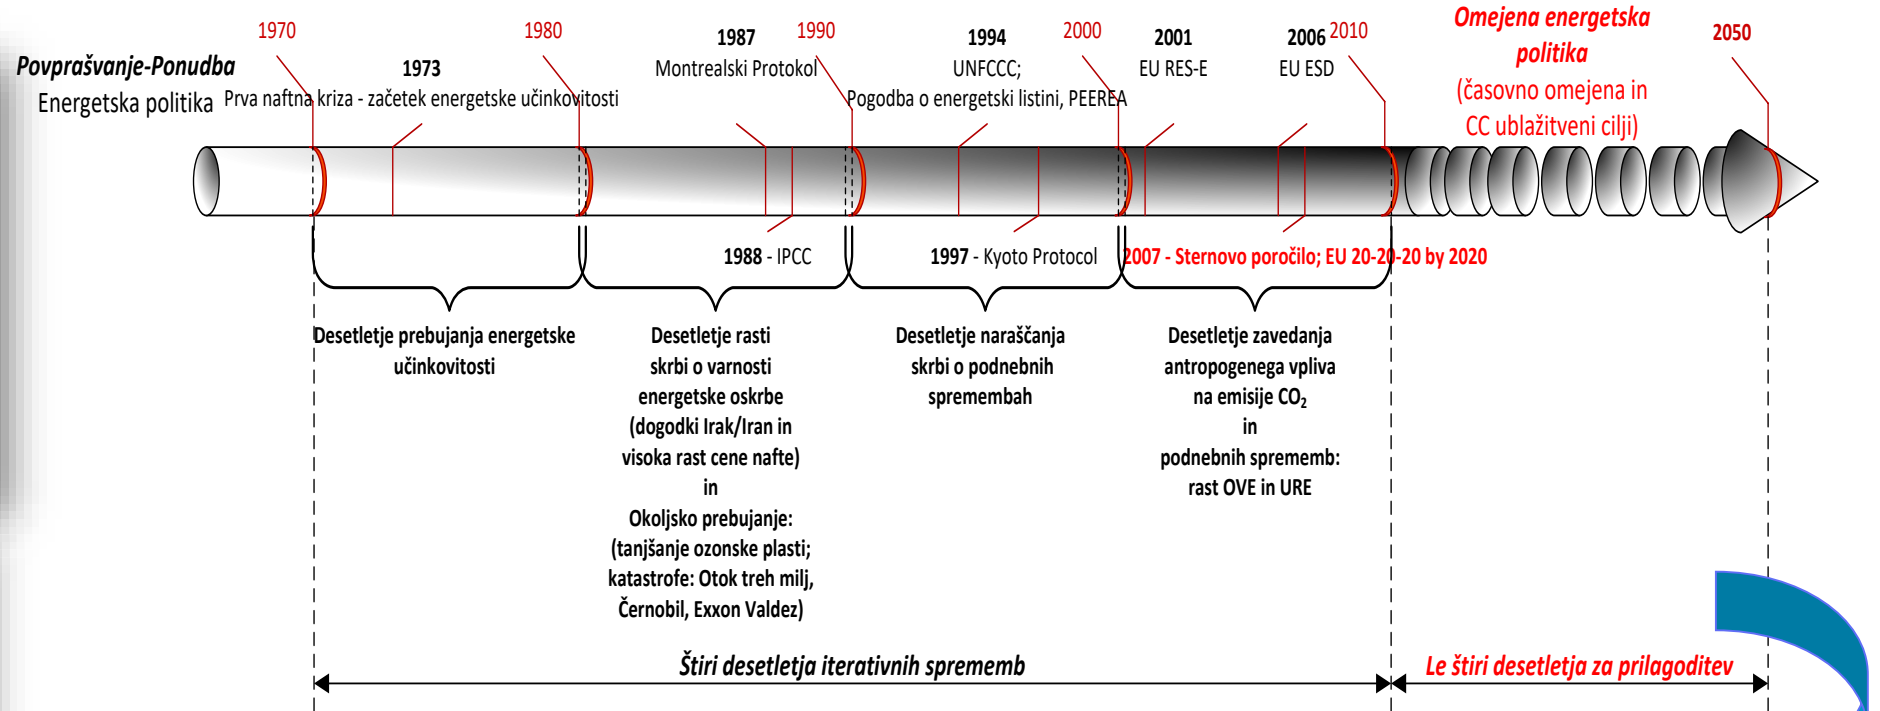 1970
1980
1987
1990
1994
2000
2001
2006
2010
Omejena energetska
politika
2050
Povprašvanje-Ponudba
Energetska politika
1973
Prva naftna kriza - začetek energetske učinkovitosti
Montrealski Protokol
UNFCCC;
Pogodba o energetski listini, PEEREA
EU RES-E
EU ESD
(časovno omejena in
CC ublažitveni cilji)
1988 - IPCC
1997 - Kyoto Protocol
2007 - Sternovo poročilo; EU 20-20-20 by 2020
Desetletje prebujanja energetske
učinkovitosti
Desetletje rasti
skrbi o varnosti
energetske oskrbe
(dogodki Irak/Iran in
visoka rast cene nafte)
in
Okoljsko prebujanje:
(tanjšanje ozonske plasti;
katastrofe: Otok treh milj,
Černobil, Exxon Valdez)
Desetletje naraščanja
skrbi o podnebnih
spremembah
Desetletje zavedanja
antropogenega vpliva
na emisije CO₂
in
podnebnih sprememb:
rast OVE in URE
Štiri desetletja iterativnih sprememb
Le štiri desetletja za prilagoditev